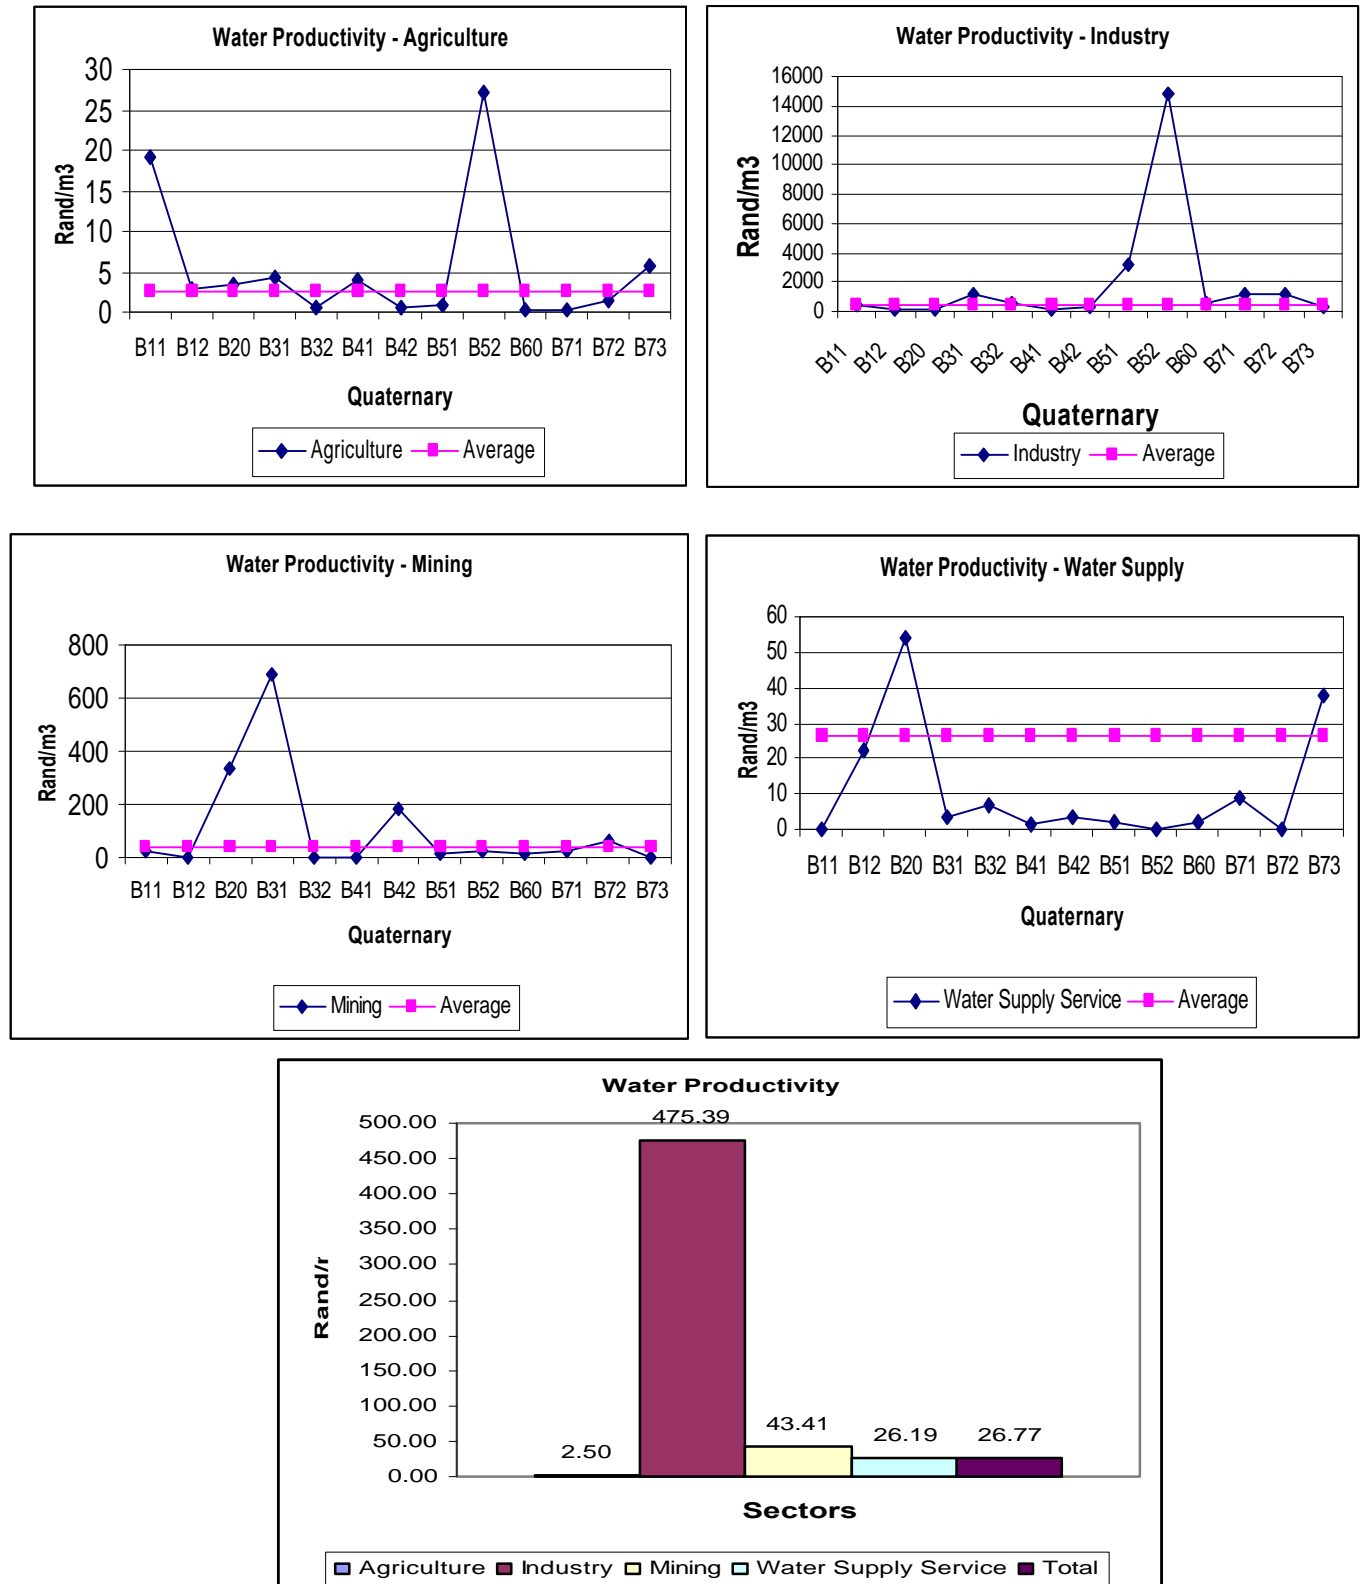 Water Productivity - Agriculture
30
25
20
15
10
5
0
Rand/m3
B11 B12 B20 B31 B32 B41 B42 B51 B52 B60 B71 B72 B73
Quaternary
Agriculture Average
Water Productivity - Industry
16000
14000
12000
10000
8000
6000
4000
2000
0
Rand/m3
B11 B12 B20 B31 B32 B41 B42 B51 B52 B60 B71 B72 B73
Quaternary
Industry Average
Water Productivity - Mining
800
600
400
200
0
Rand/m3
B11 B12 B20 B31 B32 B41 B42 B51 B52 B60 B71 B72 B73
Quaternary
Mining Average
Water Productivity - Water Supply
60
50
40
30
20
10
0
Rand/m3
B11 B12 B20 B31 B32 B41 B42 B51 B52 B60 B71 B72 B73
Quaternary
Water Supply Service Average
Water Productivity
500.00
450.00
400.00
350.00
300.00
250.00
200.00
150.00
100.00
50.00
0.00
Rand/r
2.50
475.39
43.41
26.19
26.77
Sectors
Agriculture Industry Mining Water Supply Service Total